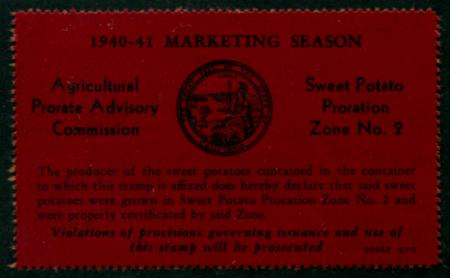 1940-41 MARKETING SEASON
Agricultural
Prorate Advisory
Commission
Sweet Potato
Proration
Zone No. 2
The producer of the sweet potatoes contained in the container
to which this stamp is affixed does hereby declare that said sweet
potatoes were grown in Sweet Potato Proration Zone No. 2 and
were properly certificated by said Zone.
Violations of provisions governing issuance and use of
this stamp will be prosecuted
SPO